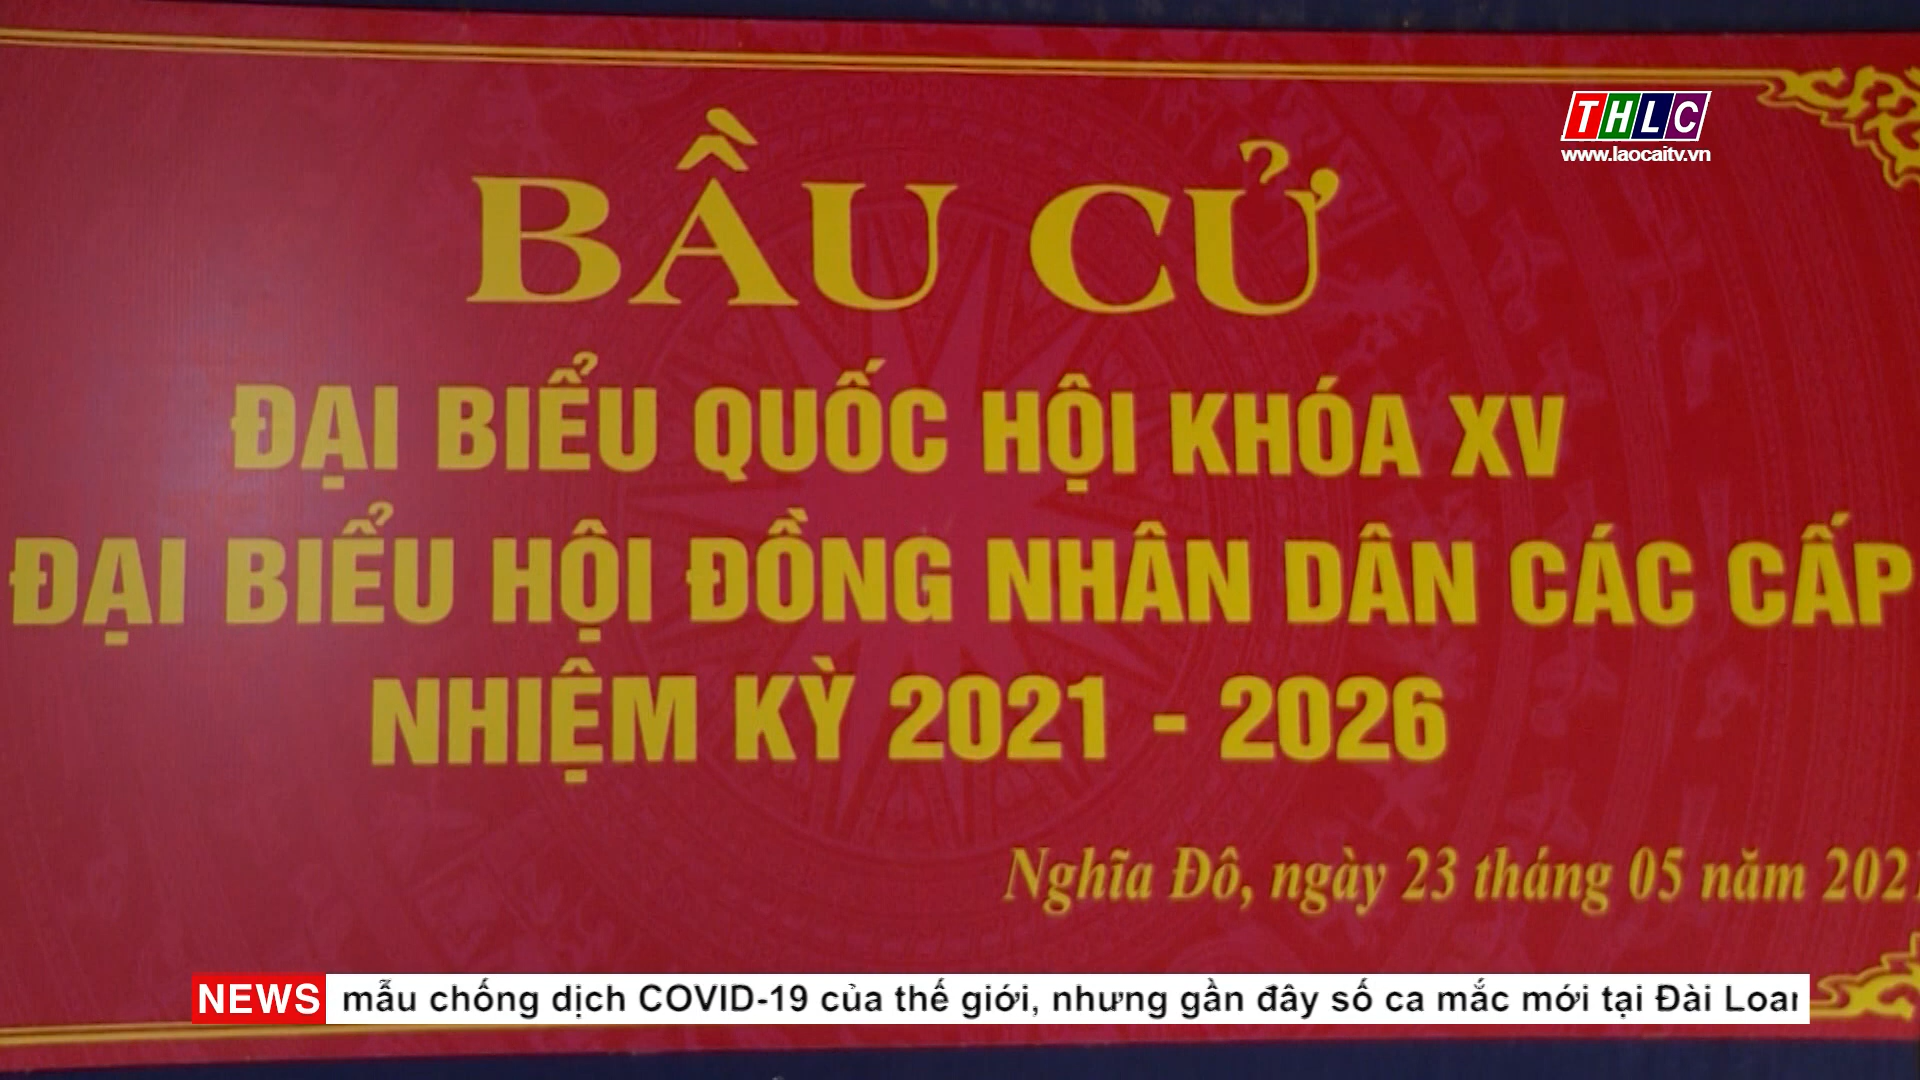 THLC
www.laocaitv.vn
BẦU CỬ
ĐẠI BIỂU QUỐC HỘI KHÓA XV
ĐẠI BIỂU HỘI ĐỒNG NHÂN DÂN CÁC CẤP
NHIỆM KỲ 2021 - 2026
Nghĩa Đô, ngày 23 tháng 05 năm 2021
NEWS mẫu chống dịch COVID-19 của thế giới, nhưng gần đây số ca mắc mới tại Đài Loan